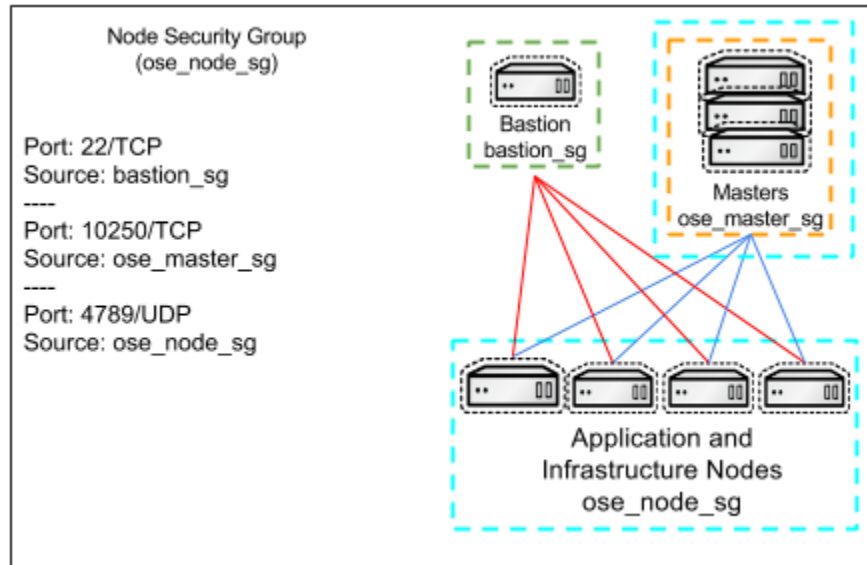 Node Security Group
(ose_node_sg)
Port: 22/TCP
Source: bastion_sg
----
Port: 10250/TCP
Source: ose_master_sg
----
Port: 4789/UDP
Source: ose_node_sg
Bastion
bastion_sg
Masters
ose_master_sg
Application and
Infrastructure Nodes
ose_node_sg